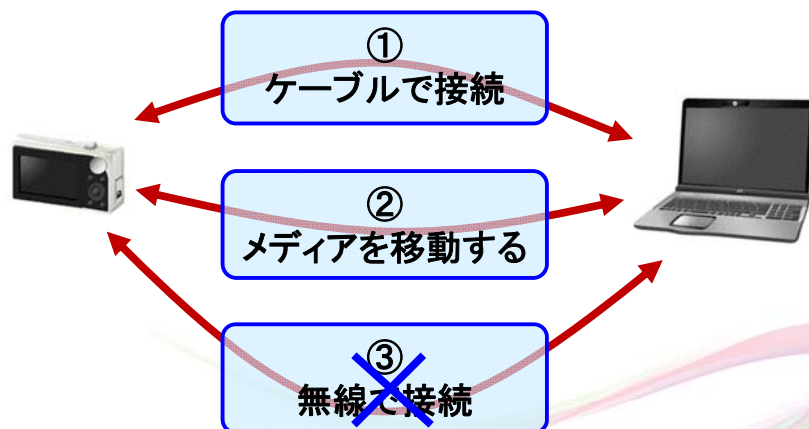 ①
ケーブルで接続
②
メディアを移動する
③
無線で接続